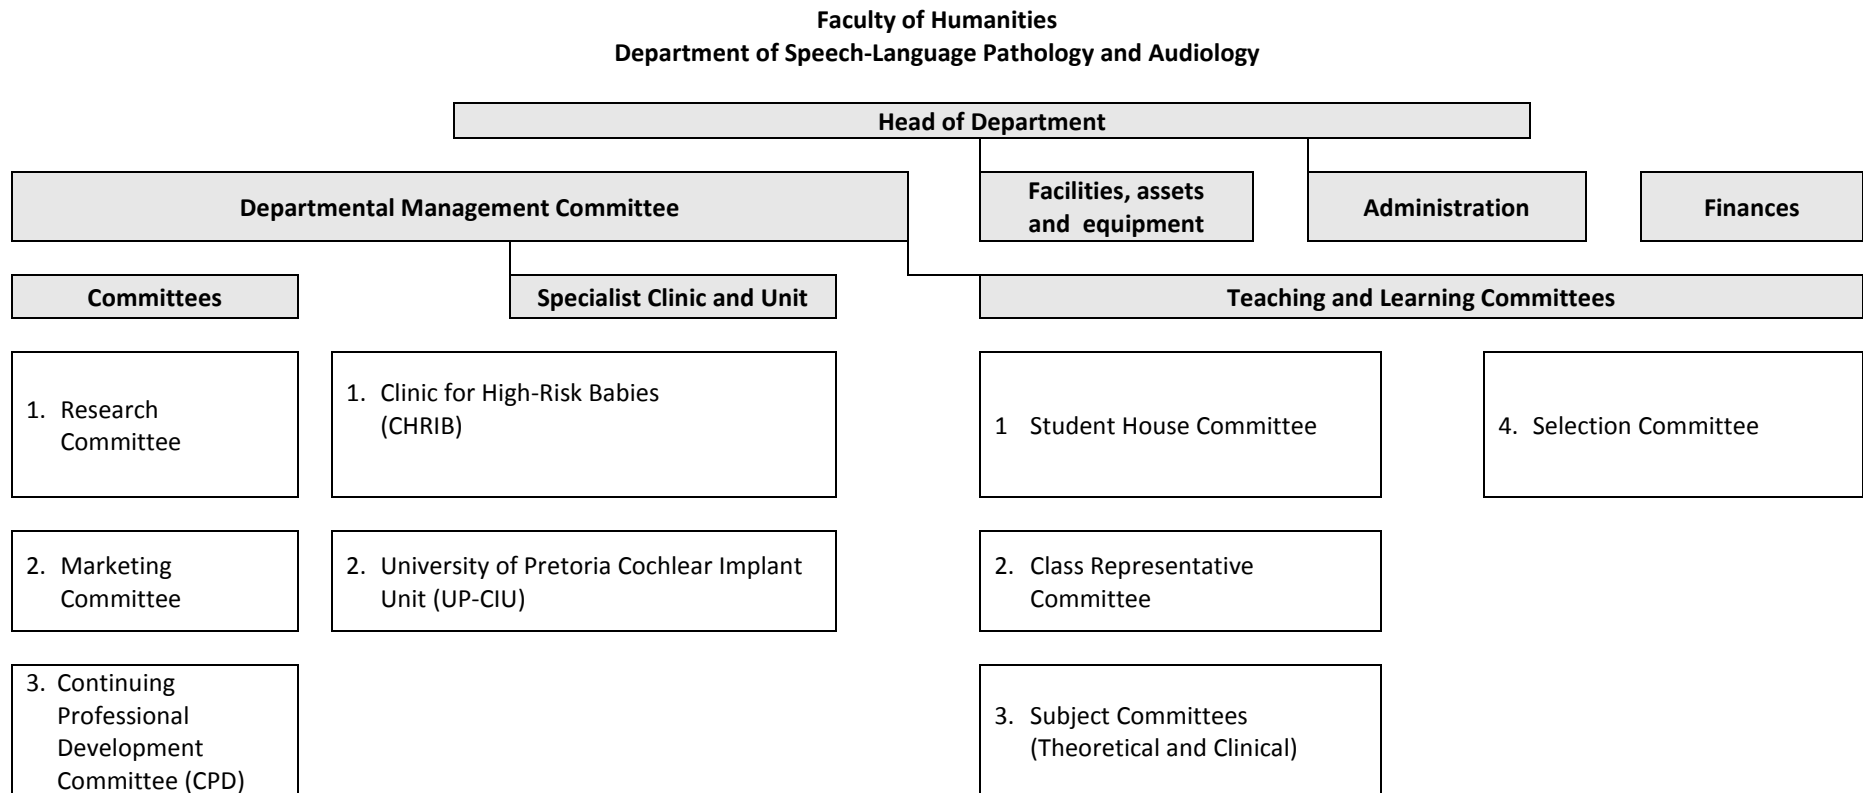 Faculty of Humanities
Department of Speech-Language Pathology and Audiology
Head of Department
Departmental Management Committee
Facilities, assets
and equipment
Administration
Finances
Committees
Specialist Clinic and Unit
Teaching and Learning Committees
1. Research
Committee
1. Clinic for High-Risk Babies
(CHRIB)
1 Student House Committee
4. Selection Committee
2. Marketing
Committee
2. University of Pretoria Cochlear Implant
Unit (UP-CIU)
2. Class Representative
Committee
3. Continuing
Professional
Development
Committee (CPD)
3. Subject Committees
(Theoretical and Clinical)